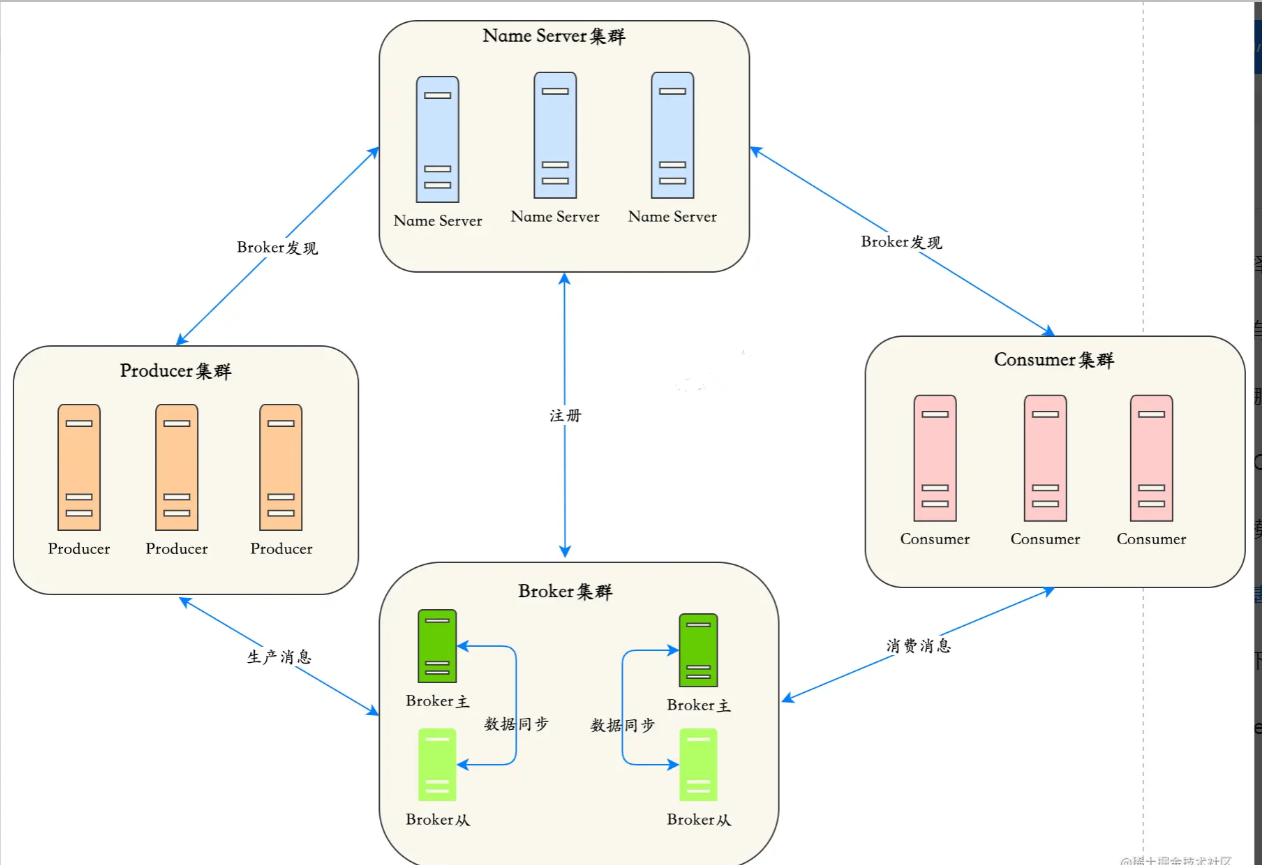 Name Server集群
Name Server
Name Server
Name Server
Broker发现
Broker发现
Producer集群
Producer
Producer
Producer
注册
Consumer集群
Consumer
Consumer
Consumer
生产消息
消费消息
Broker集群
Broker主
Broker主
数据同步
数据同步
Broker从
Broker从
@稀土掘金技术社区